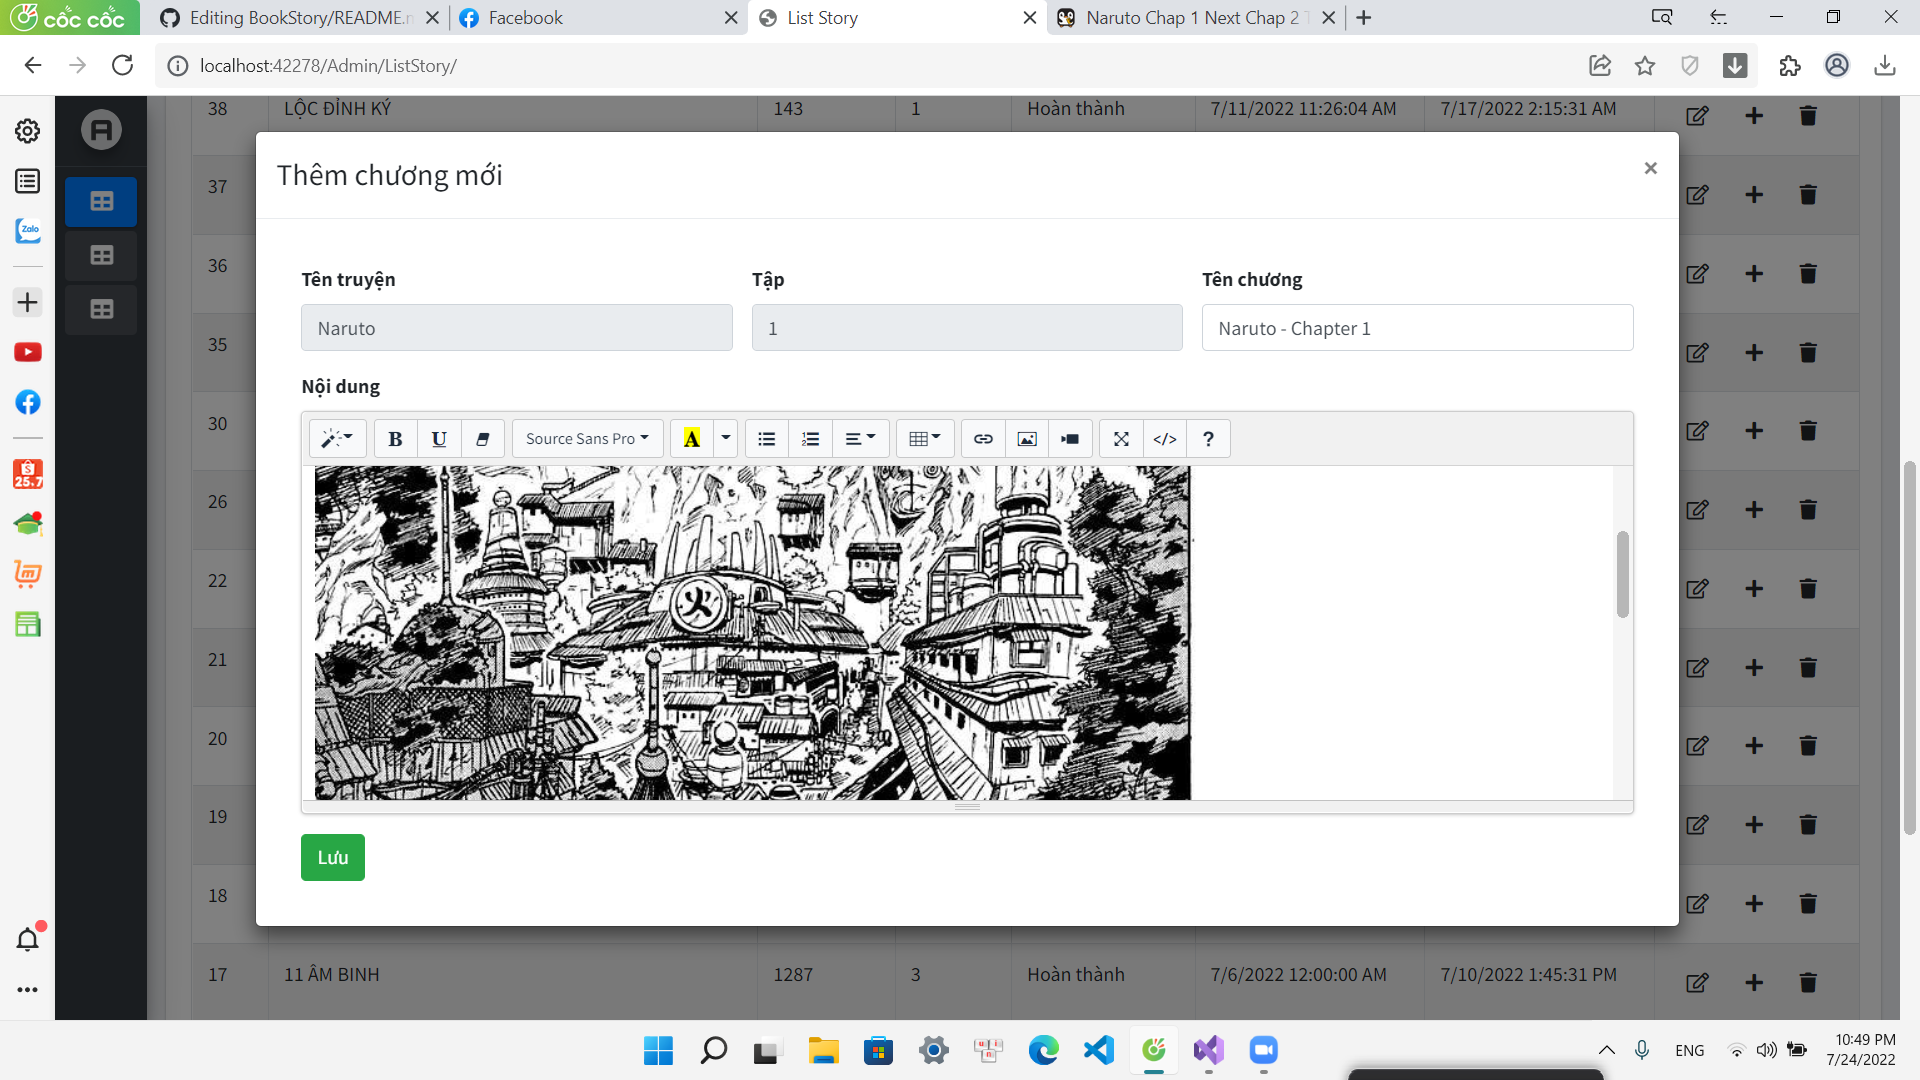 cốc cốc
Editing BookStory/README.m
Facebook
List Story
Naruto Chap 1 Next Chap 2 T
localhost:42278/Admin/ListStory/
38 LỘC ĐỈNH KÝ 143 1 Hoàn thành 7/11/2022 11:26:04 AM 7/17/2022 2:15:31 AM
Thêm chương mới
×
37
Zalo
36
Tên truyện Tập Tên chương
Naruto 1 Naruto - Chapter 1
35
Nội dung
30
B U Source Sans Pro A </> ?
25.7
26
火
22
21
20
19
Lưu
18
17 11 ÂM BINH 1287 3 Hoàn thành 7/6/2022 12:00:00 AM 7/10/2022 1:45:31 PM
ENG
10:49 PM
7/24/2022